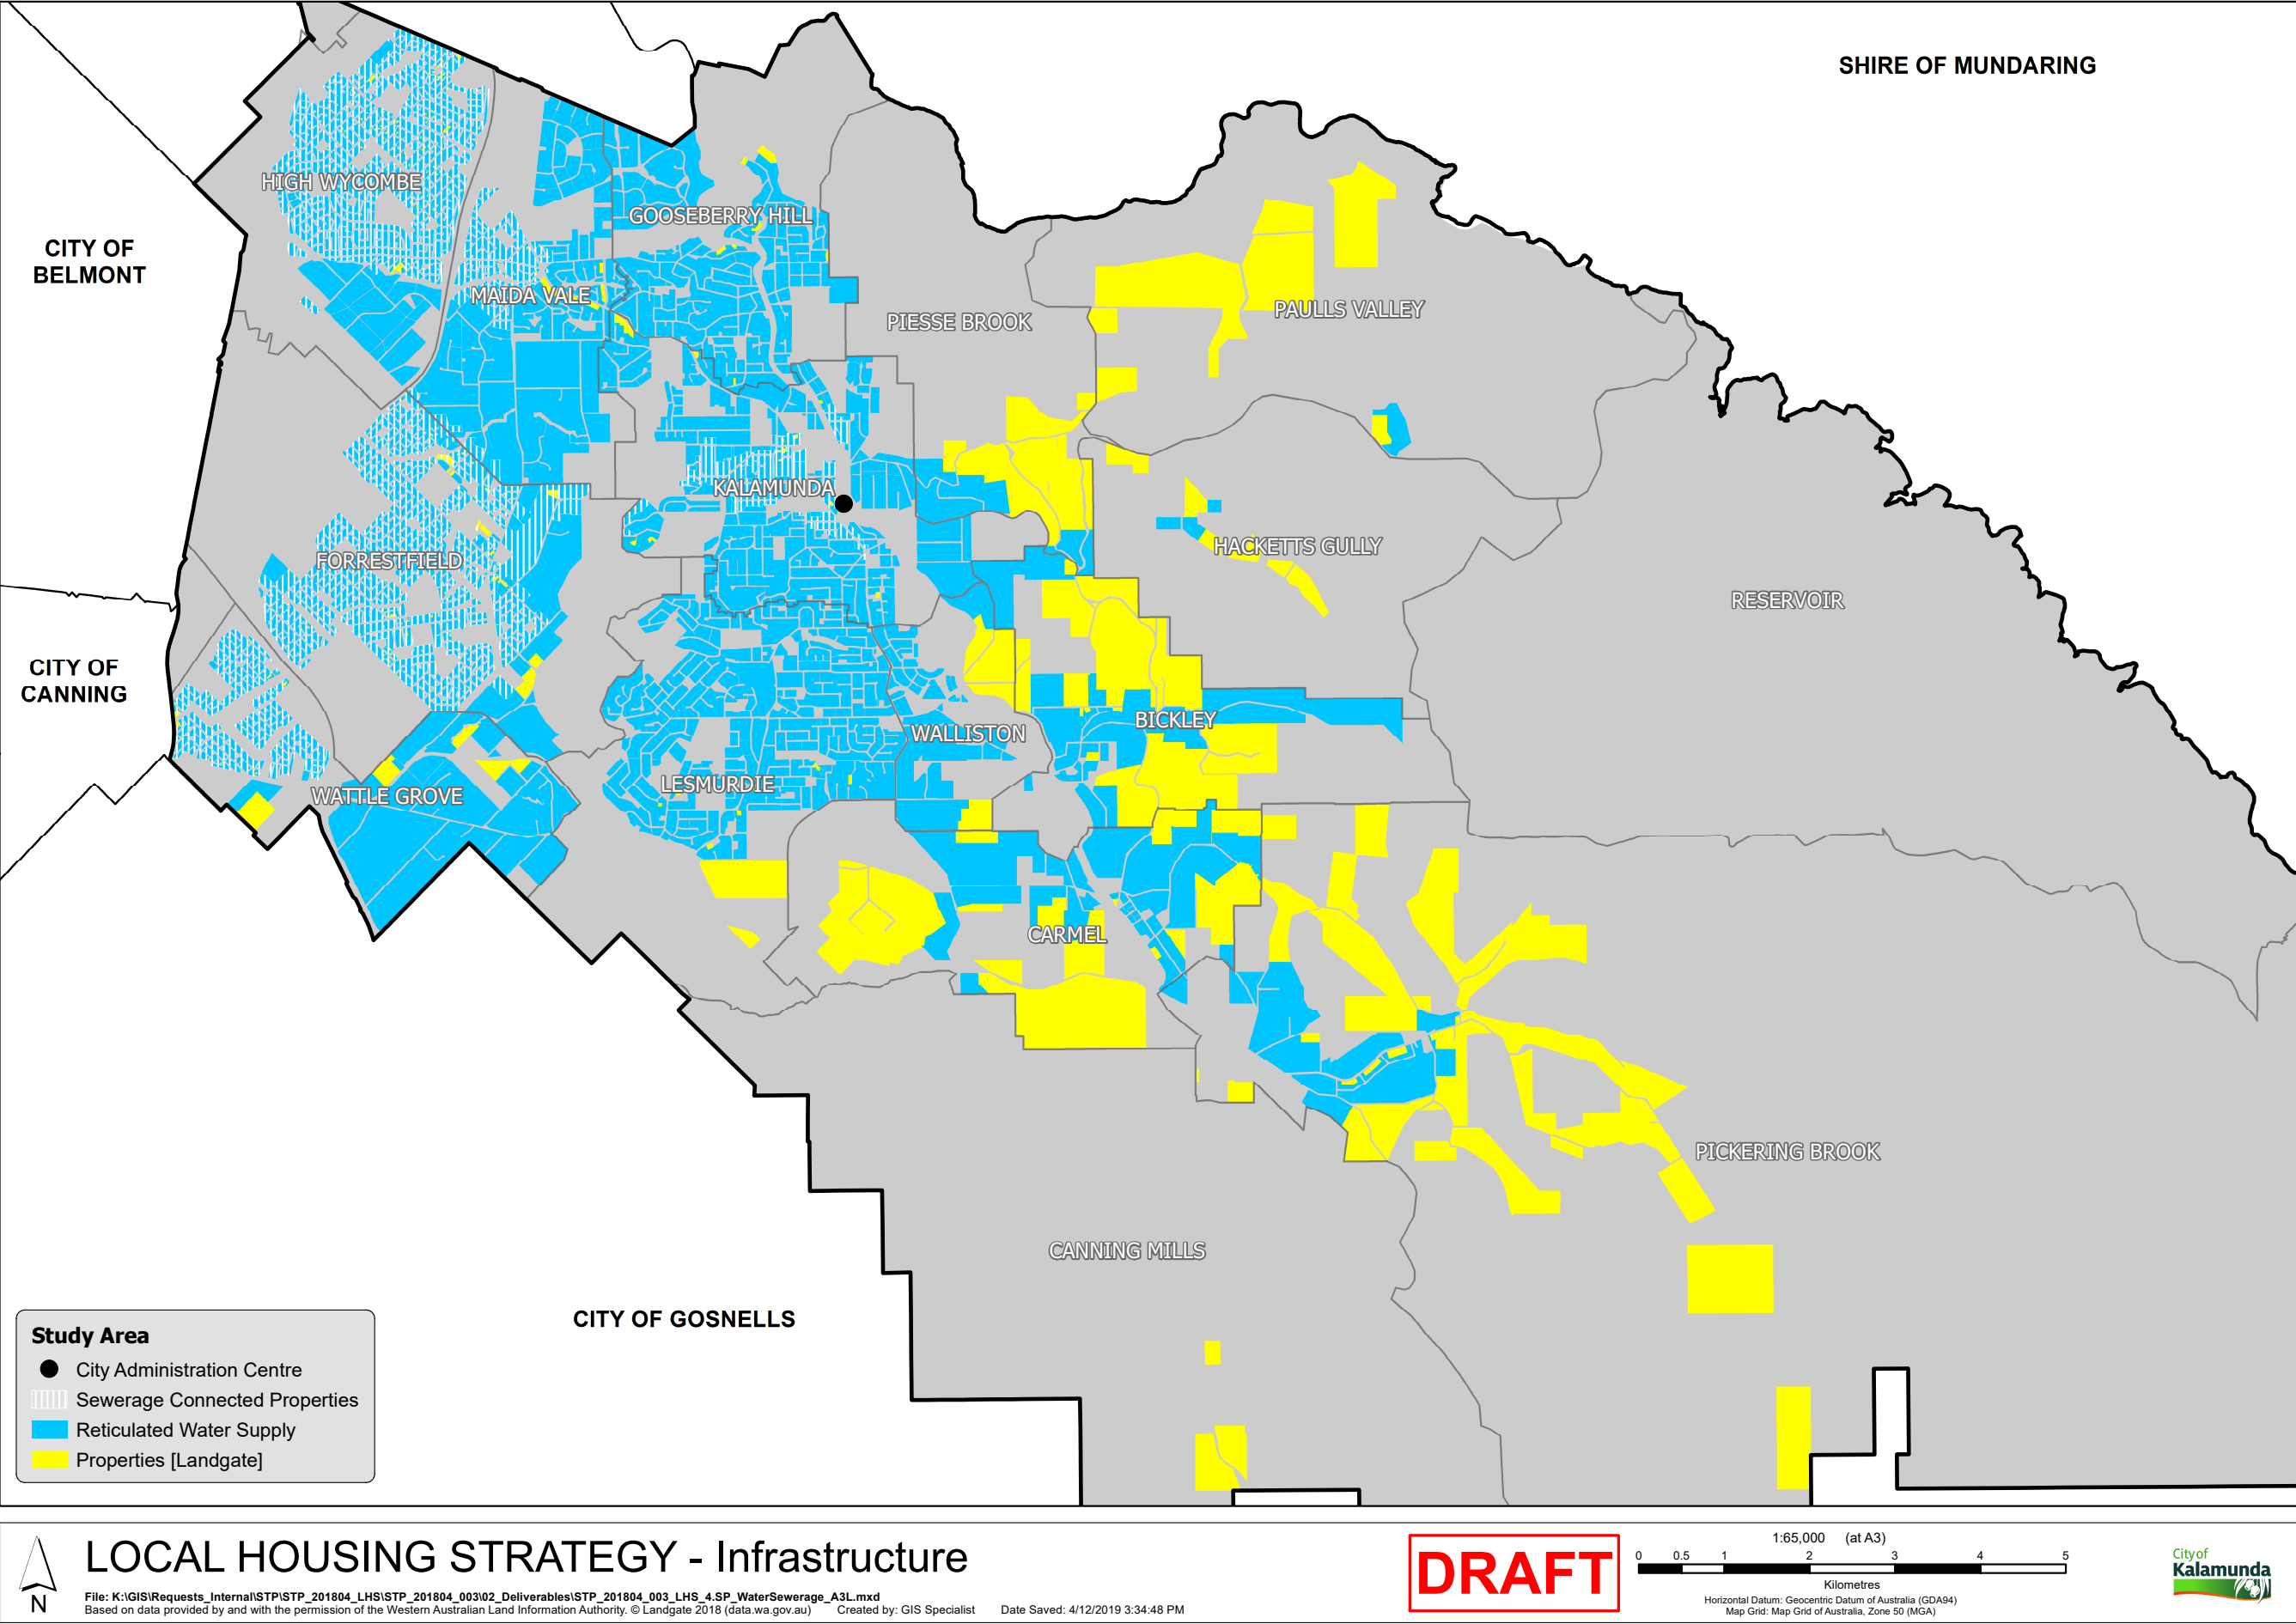 SHIRE OF MUNDARING
HIGH WYCOMBE
GOOSEBERRY HILL
CITY OF
BELMONT
MAIDA VALE
PIESSE BROOK
PAULLS VALLEY
KALAMUNDA
HACKETTS GULLY
FORRESTFIELD
RESERVOIR
CITY OF
CANNING
BICKLEY
WALLISTON
LESMURDIE
WATTLE GROVE
CARMEL
PICKERING BROOK
CANNING MILLS
CITY OF GOSNELLS
Study Area
City Administration Centre
Sewerage Connected Properties
Reticulated Water Supply
Properties [Landgate]
N
LOCAL HOUSING STRATEGY - Infrastructure
File: K:\GIS\Requests_Internal\STP\STP_201804_LHS\STP_201804_003\02_Deliverables\STP_201804_003_LHS_4.SP_WaterSewerage_A3L.mxd
Based on data provided by and with the permission of the Western Australian Land Information Authority. © Landgate 2018 (data.wa.gov.au) Created by: GIS Specialist Date Saved: 4/12/2019 3:34:48 PM
DRAFT
1:65,000 (at A3)
0 0.5 1 2 3 4 5
Kilometres
Horizontal Datum: Geocentric Datum of Australia (GDA94)
Map Grid: Map Grid of Australia, Zone 50 (MGA)
City of
Kalamunda